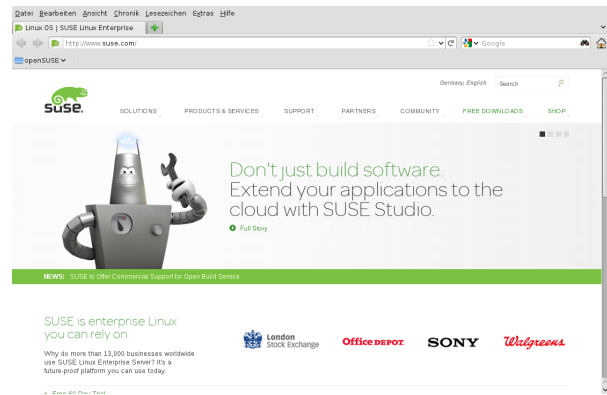 Datei Bearbeiten Ansicht Chronik Lesezeichen Extras Hilfe
Linux OS | SUSE Linux Enterprise
http://www.suse.com/
Google
openSUSE
Germany, English Search
SUSE.
SOLUTIONS PRODUCTS & SERVICES SUPPORT PARTNERS COMMUNITY FREE DOWNLOADS SHOP
Don't just build software.
Extend your applications to the
cloud with SUSE Studio.
Full Story
NEWS: SUSE to Offer Commercial Support for Open Build Service
SUSE is enterprise Linux
you can rely on
London
Stock Exchange
Office DEPOT.
SONY
Walgreens
Why do more than 13,000 businesses worldwide
use SUSE Linux Enterprise Server? It's a
future-proof platform you can use today.
Free 60 Day Trial